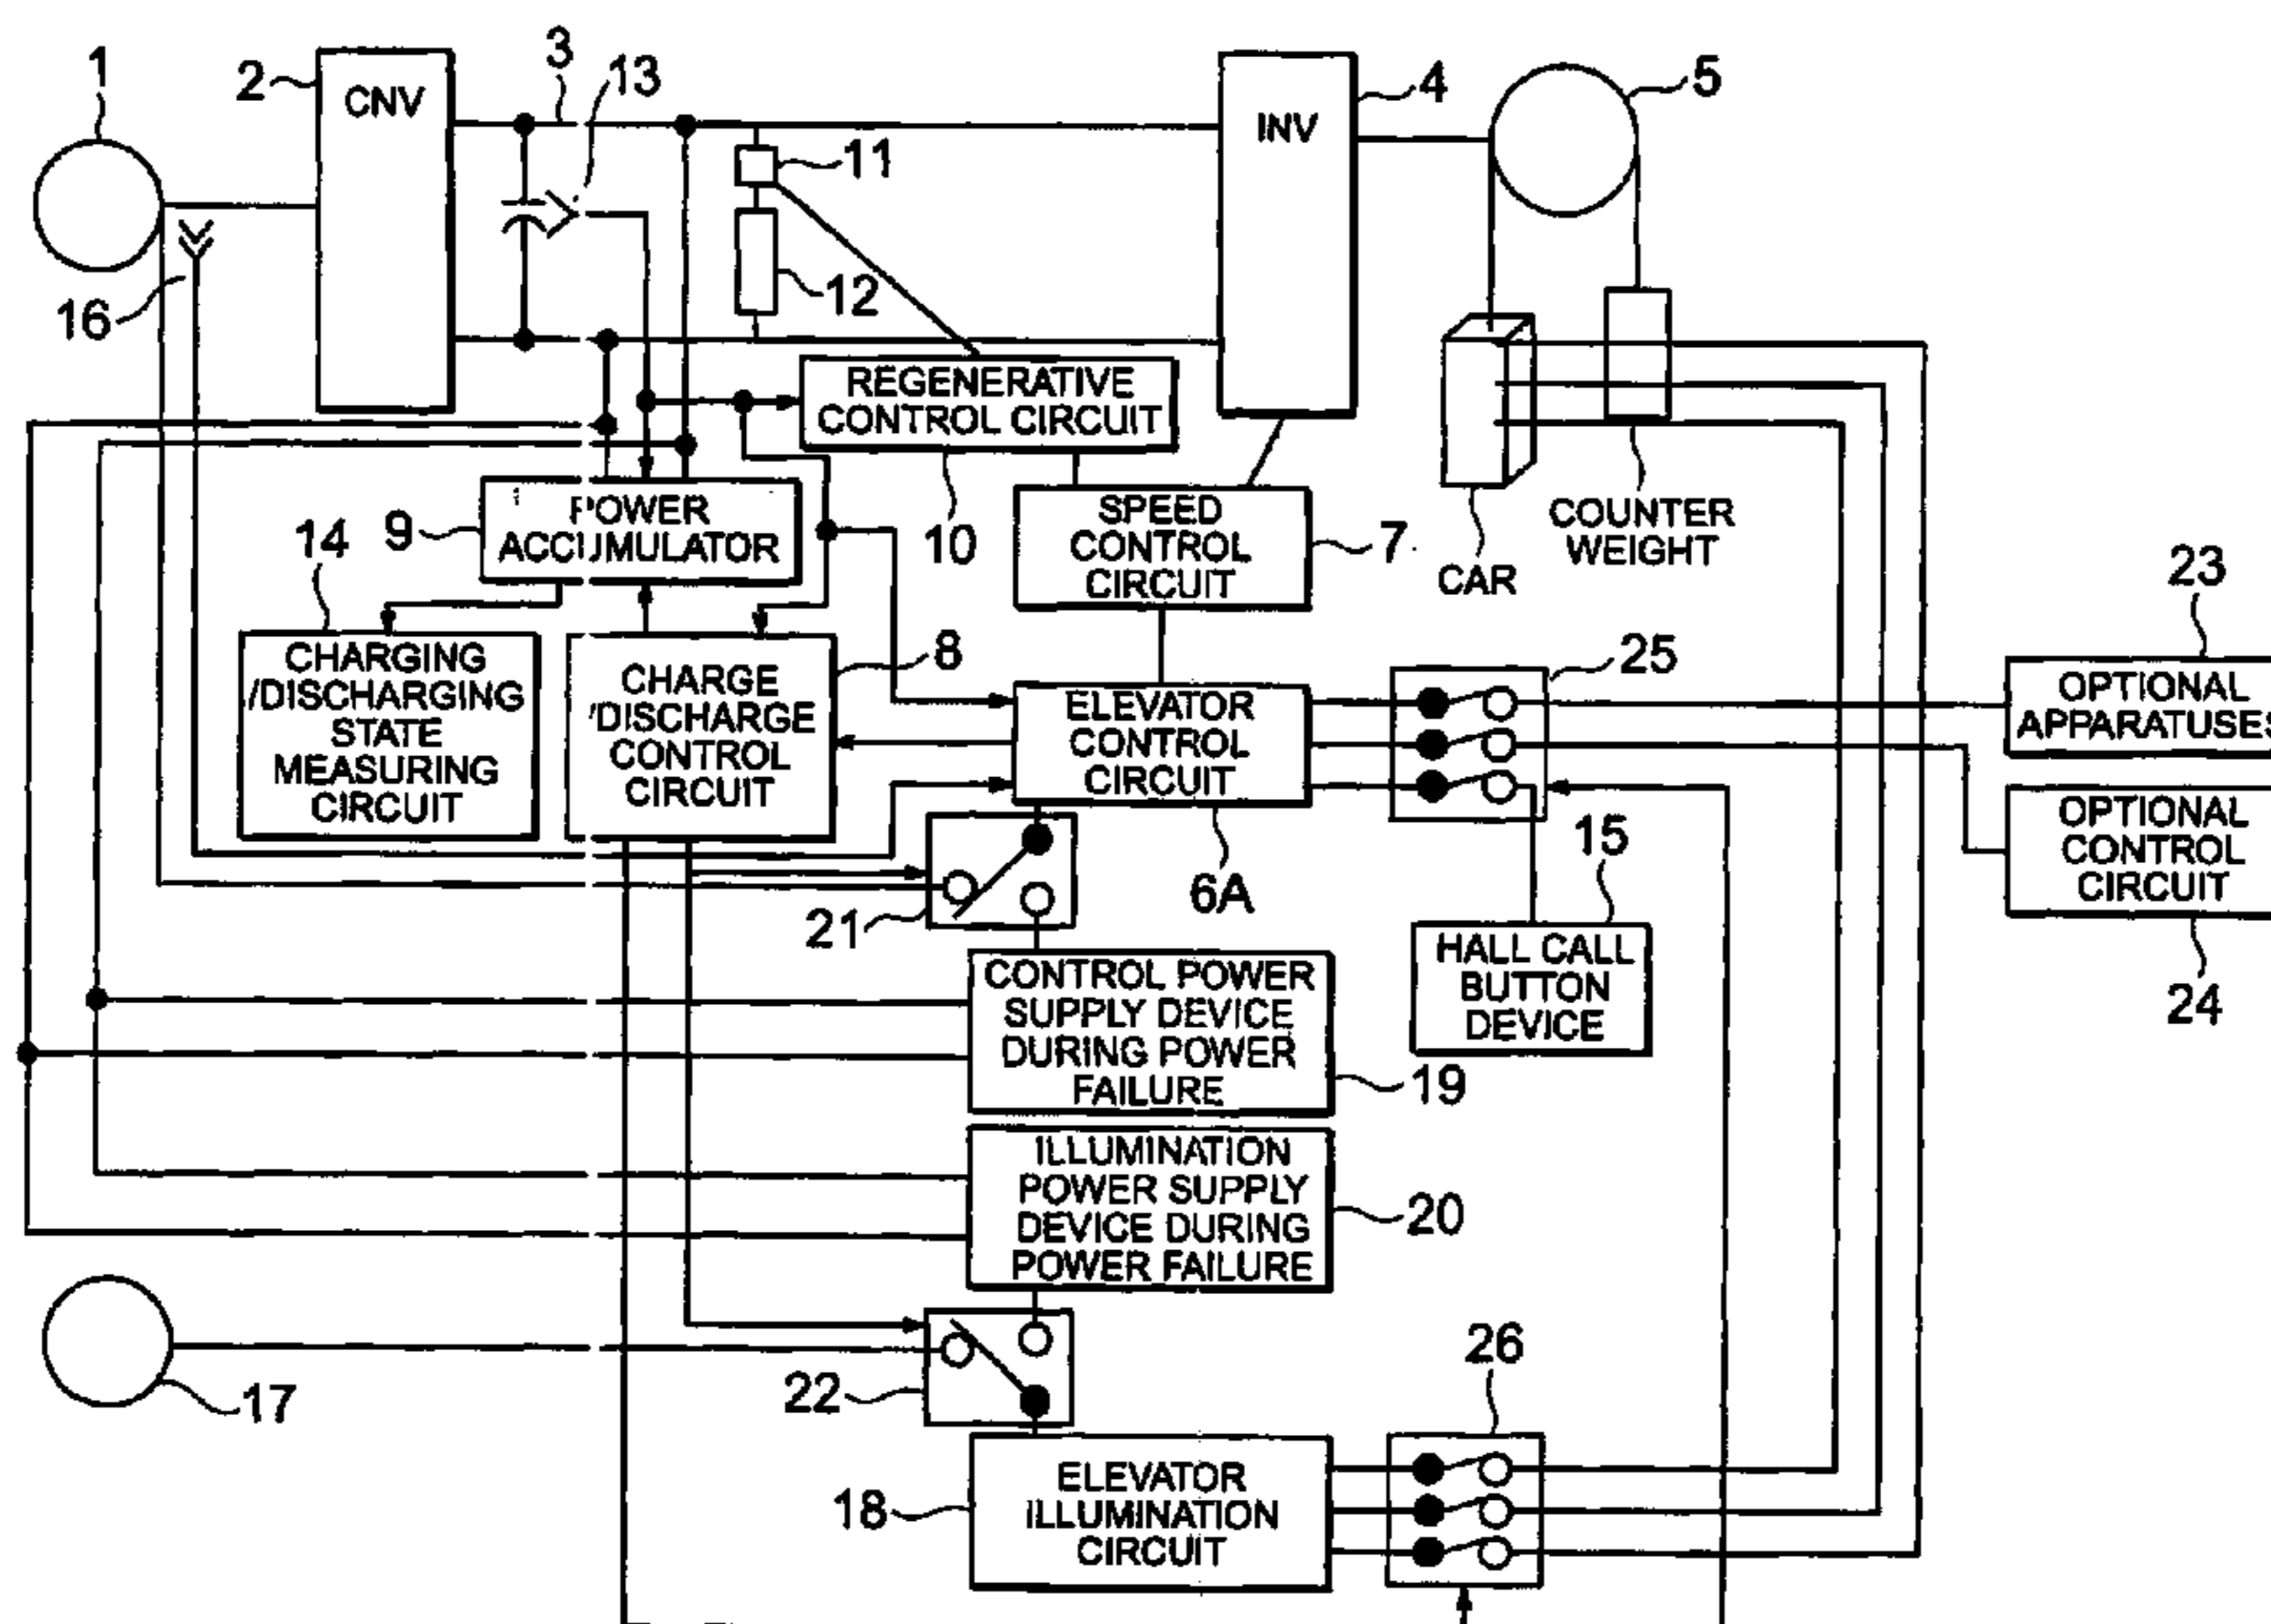 1
2
CNV
3
13
4
INV
5
11
12
16
REGENERATIVE
CONTROL CIRCUIT
10
9
POWER
ACCUMULATOR
SPEED
CONTROL
CIRCUIT
7
CAR
COUNTER
WEIGHT
14
CHARGING
/DISCHARGING
STATE
MEASURING
CIRCUIT
8
CHARGE
/DISCHARGE
CONTROL
CIRCUIT
ELEVATOR
CONTROL
CIRCUIT
6A
25
23
OPTIONAL
APPARATUSES
OPTIONAL
CONTROL
CIRCUIT
24
15
HALL CALL
BUTTON
DEVICE
21
CONTROL POWER
SUPPLY DEVICE
DURING POWER
FAILURE
19
ILLUMINATION
POWER SUPPLY
DEVICE DURING
POWER FAILURE
20
17
22
26
18
ELEVATOR
ILLUMINATION
CIRCUIT